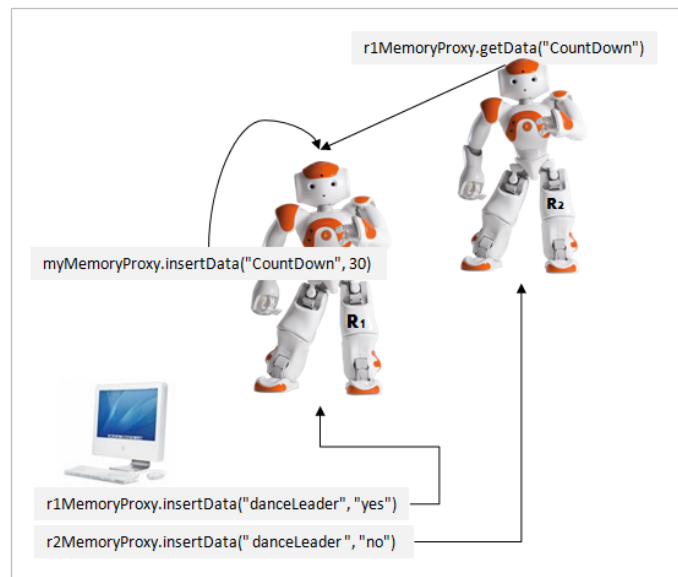 r1MemoryProxy.getData("CountDown")
R2
myMemoryProxy.insertData("CountDown", 30)
R1
r1MemoryProxy.insertData("danceLeader", "yes")
r2MemoryProxy.insertData(" danceLeader ", "no")